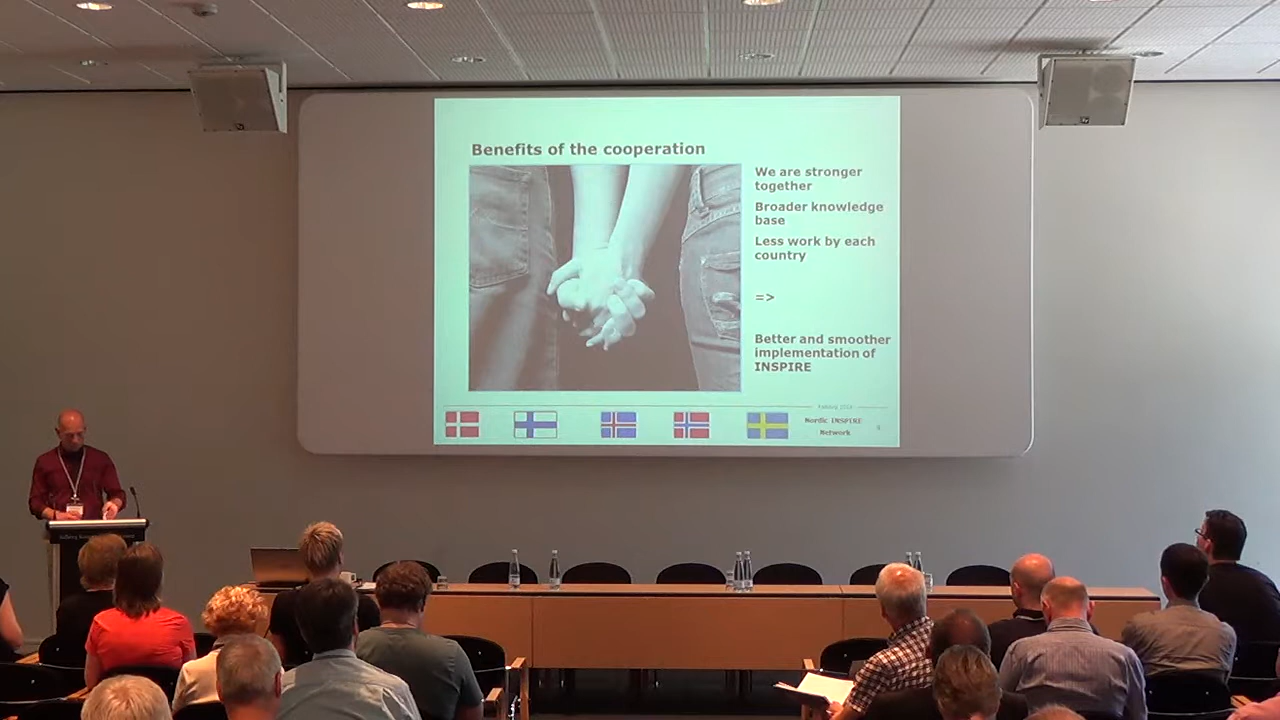 Benefits of the cooperation
We are stronger
together
Broader knowledge
base
Less work by each
country
=>
Better and smoother
implementation of
INSPIRE
Nordic INSPIRE
Network